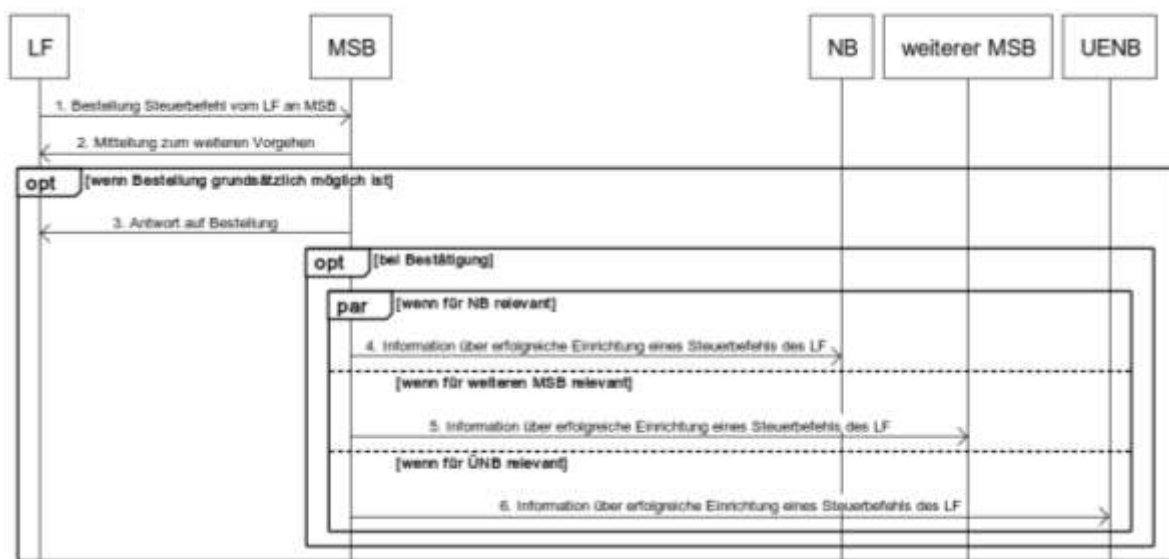 LF
MSB
NB
weiterer MSB
UENB
1. Bestellung Steuerbefehl vom LF an MSB
2. Mitteilung zum weiteren Vorgehen
opt
[wenn Bestellung grundsätzlich möglich ist]
3. Antwort auf Bestellung
opt
[bei Bestätigung]
par
[wenn für NB relevant]
4. Information über erfolgreiche Einrichtung eines Steuerbefehls des LF
[wenn für weiteren MSB relevant]
5. Information über erfolgreiche Einrichtung eines Steuerbefehls des LF
[wenn für ÜNB relevant]
6. Information über erfolgreiche Einrichtung eines Steuerbefehls des LF